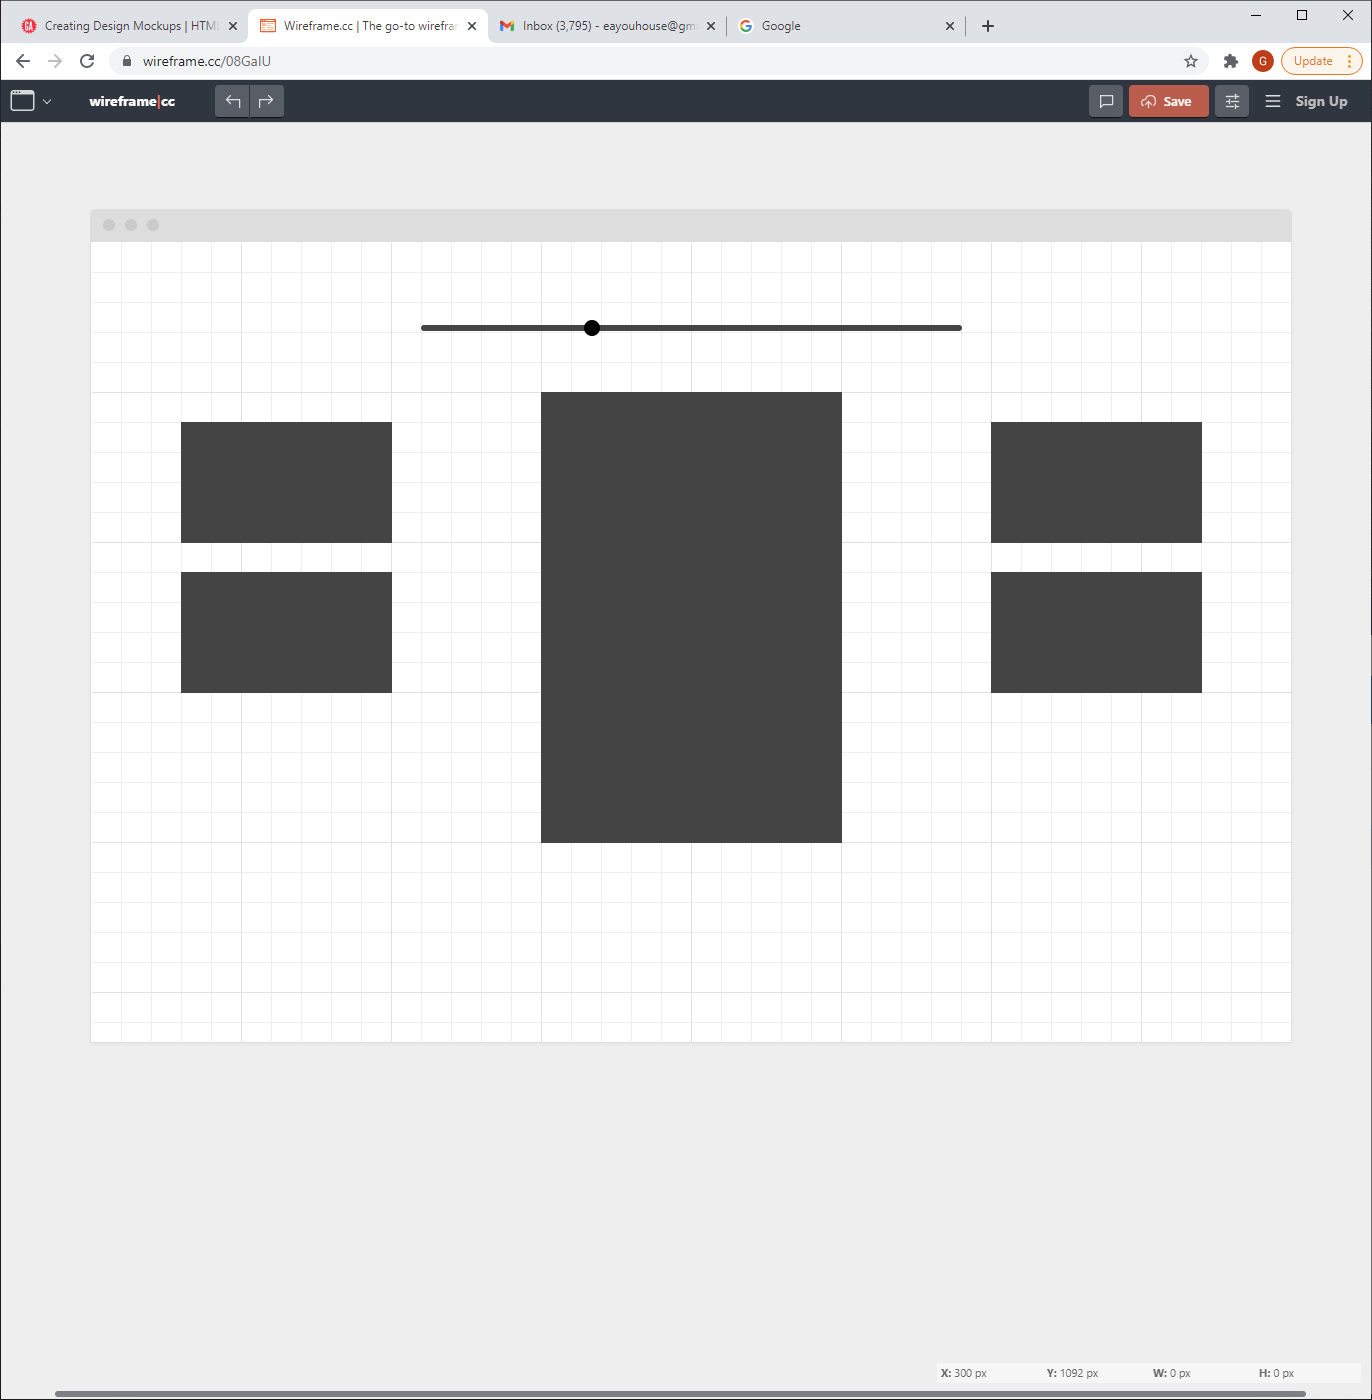 Creating Design Mockups | HTML
Wireframe.cc | The go-to wirefra
Inbox (3,795) - eayouhouse@gm
Google
wireframe.cc/08GalU
G
Update
wireframe|cc
Save
Sign Up
X: 300 px Y: 1092 px W: 0 px H: 0 px